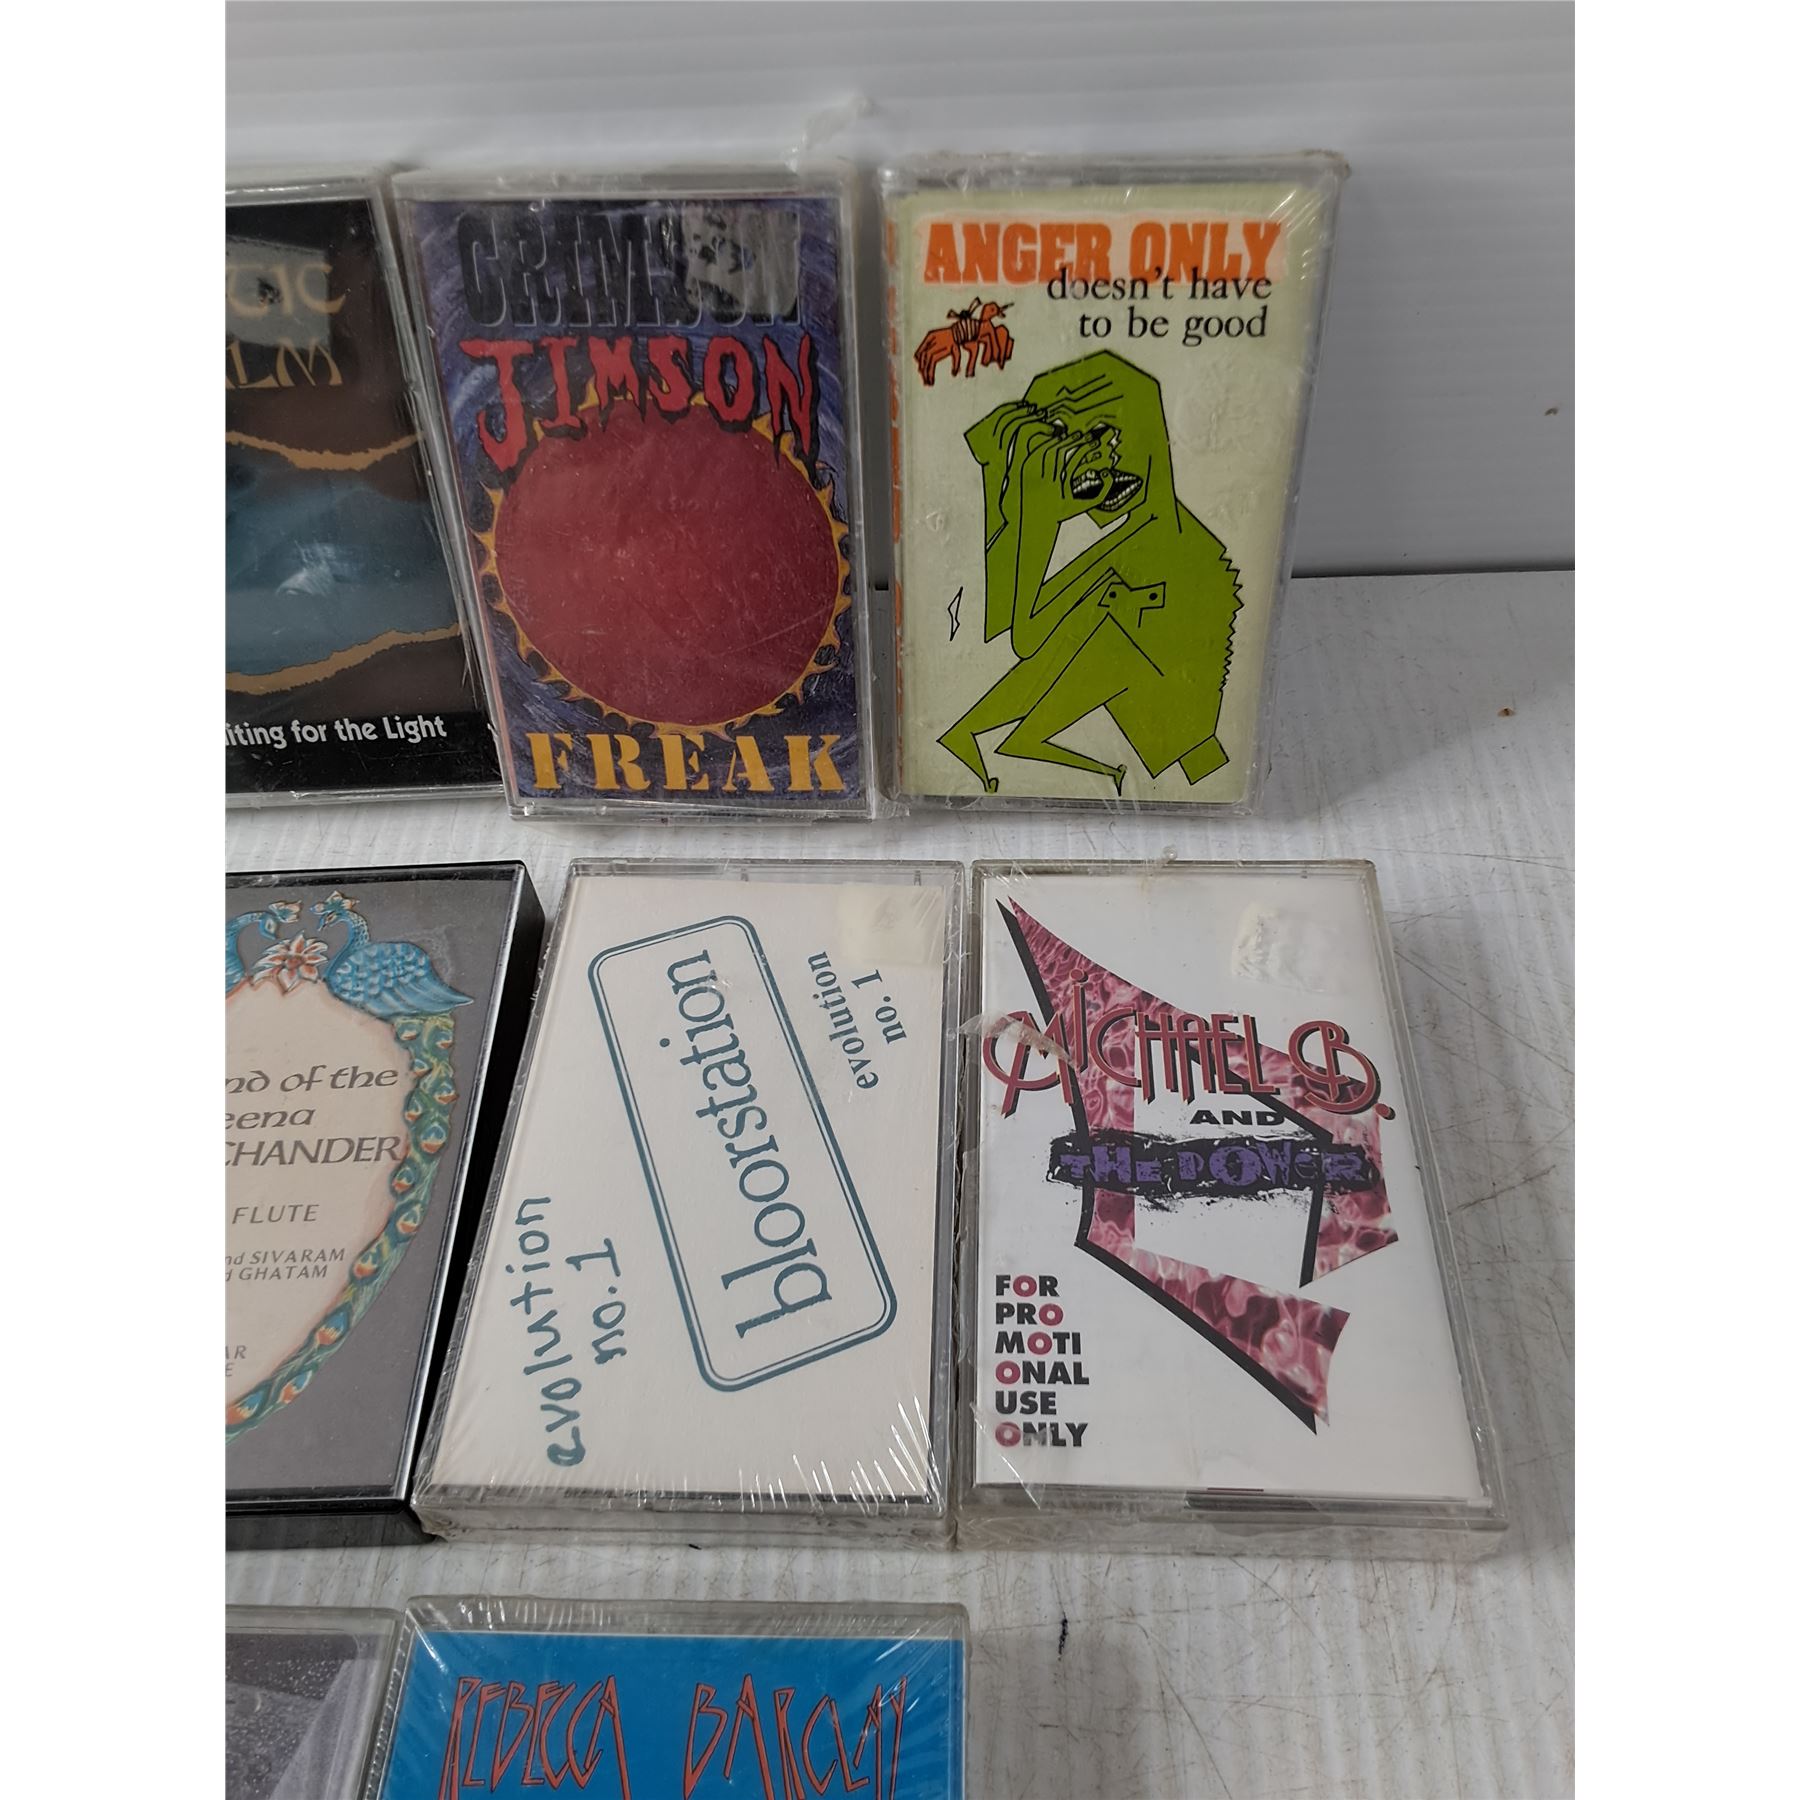 TIC
ALM
iting for the Light
CRIMSON
JIMSON
FREAK
ANGER ONLY
doesn't have
to be good
nd of the
eena
CHANDER
FLUTE
nd SIVARAM
d GHATAM
AR
E
bloorstation
evolution
no. 1
evolution
no. 1
MICHAEL B.
AND
THE POWER
FOR
PRO
MOTI
ONAL
USE
ONLY
REBECCA BARCLAY